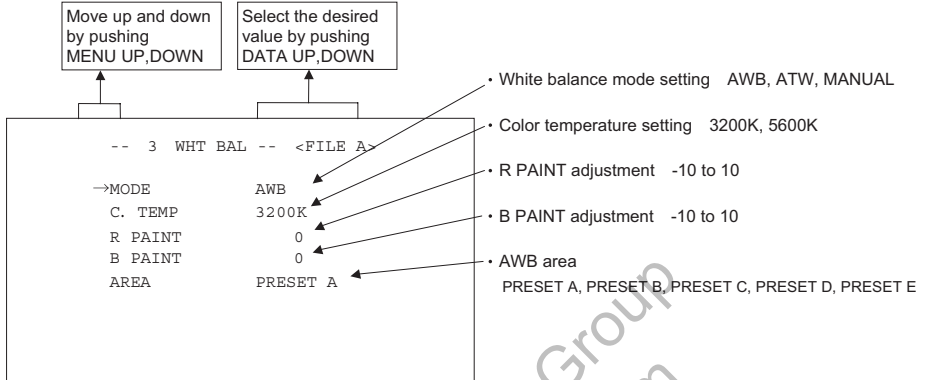 Move up and down
by pushing
MENU UP,DOWN
Select the desired
value by pushing
DATA UP,DOWN
• White balance mode setting AWB, ATW, MANUAL
• Color temperature setting 3200K, 5600K
• R PAINT adjustment -10 to 10
• B PAINT adjustment -10 to 10
• AWB area
PRESET A, PRESET B, PRESET C, PRESET D, PRESET E
-- 3 WHT BAL -- <FILE A>
→MODE AWB
C. TEMP 3200K
R PAINT 0
B PAINT 0
AREA PRESET A
Group